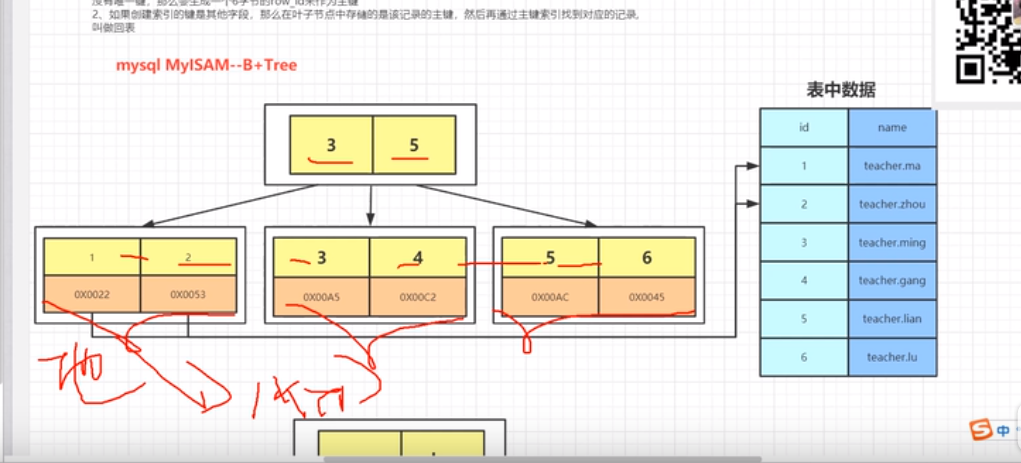 没有唯一键，那么会生成一个6字节的row_id来作为主键
2、如果创建索引的键是其他字段，那么在叶子节点中存储的是该记录的主键，然后再通过主键索引找到对应的记录，
叫做回表
mysql MyISAM--B+Tree
表中数据
3 5
id name
1 teacher.ma
2 teacher.zhou
3 teacher.ming
4 teacher.gang
5 teacher.lian
6 teacher.lu
1 2
0X0022 0X0053
3 4
0X00A5 0X00C2
5 6
0X00AC 0X0045
中